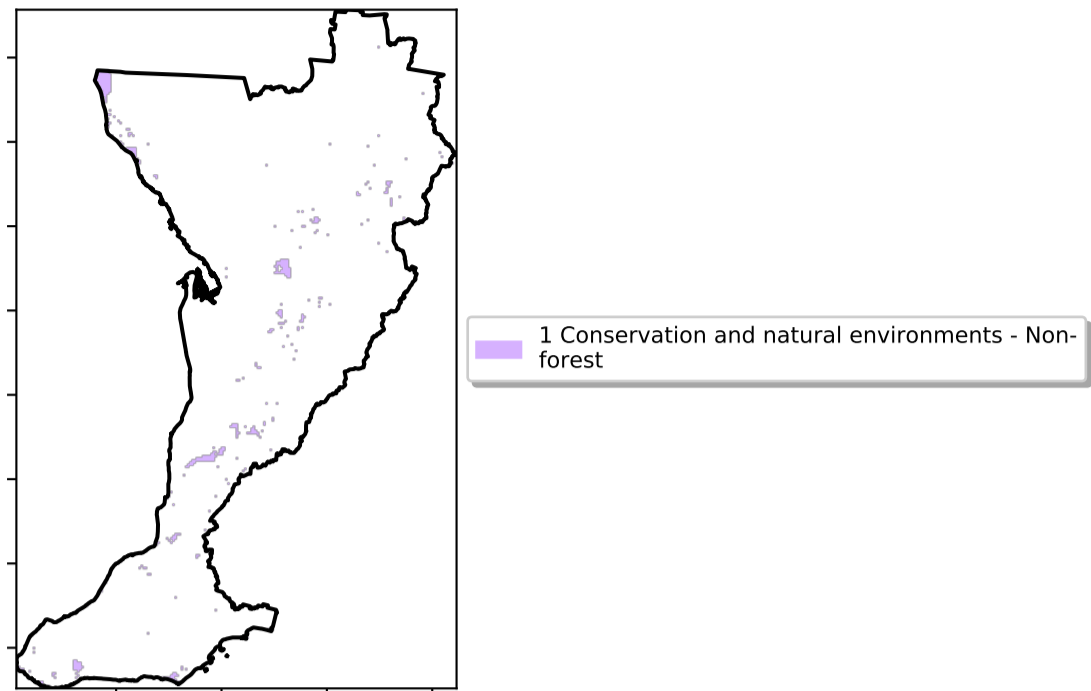 1 Conservation and natural environments - Non-
forest